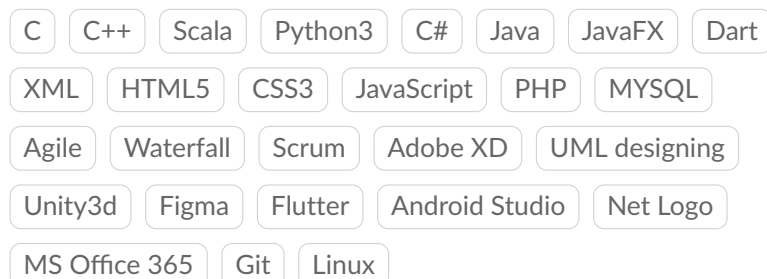 C C++ Scala Python3 C# Java JavaFX Dart
XML HTML5 CSS3 JavaScript PHP MYSQL
Agile Waterfall Scrum Adobe XD UML designing
Unity3d Figma Flutter Android Studio Net Logo
MS Office 365 Git Linux